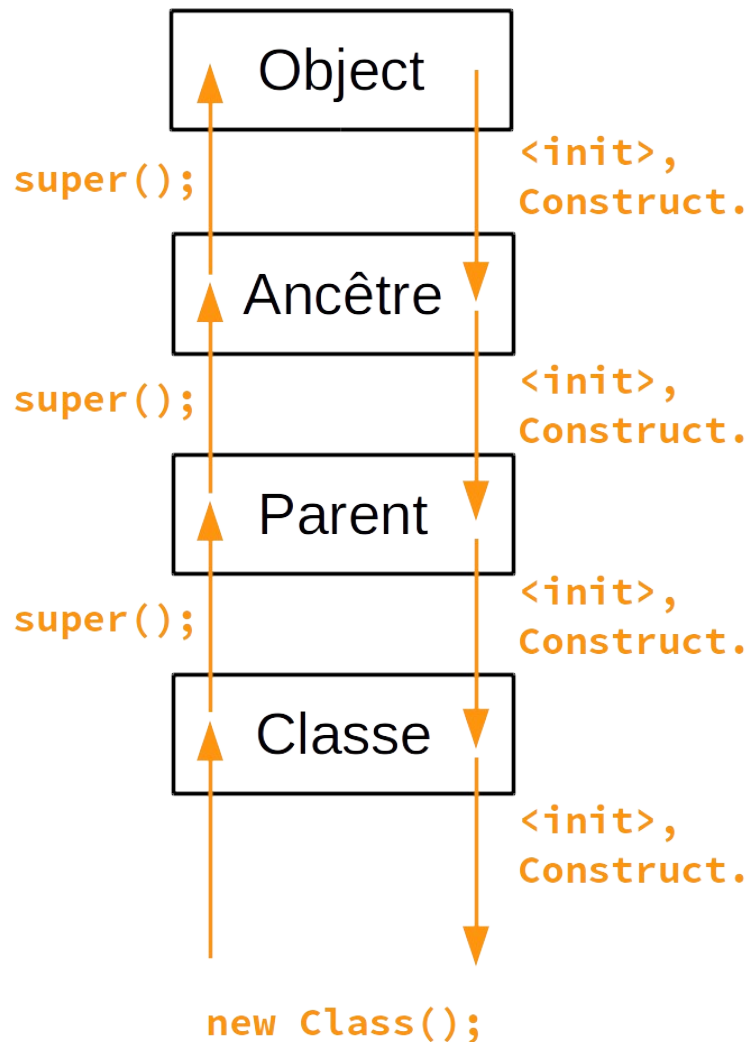 Object
<init>,
super();
Construct.
Ancêtre
<init>,
super();
Construct.
Parent
<init>,
super();
Construct.
Classe
<init>,
Construct.
new Class();